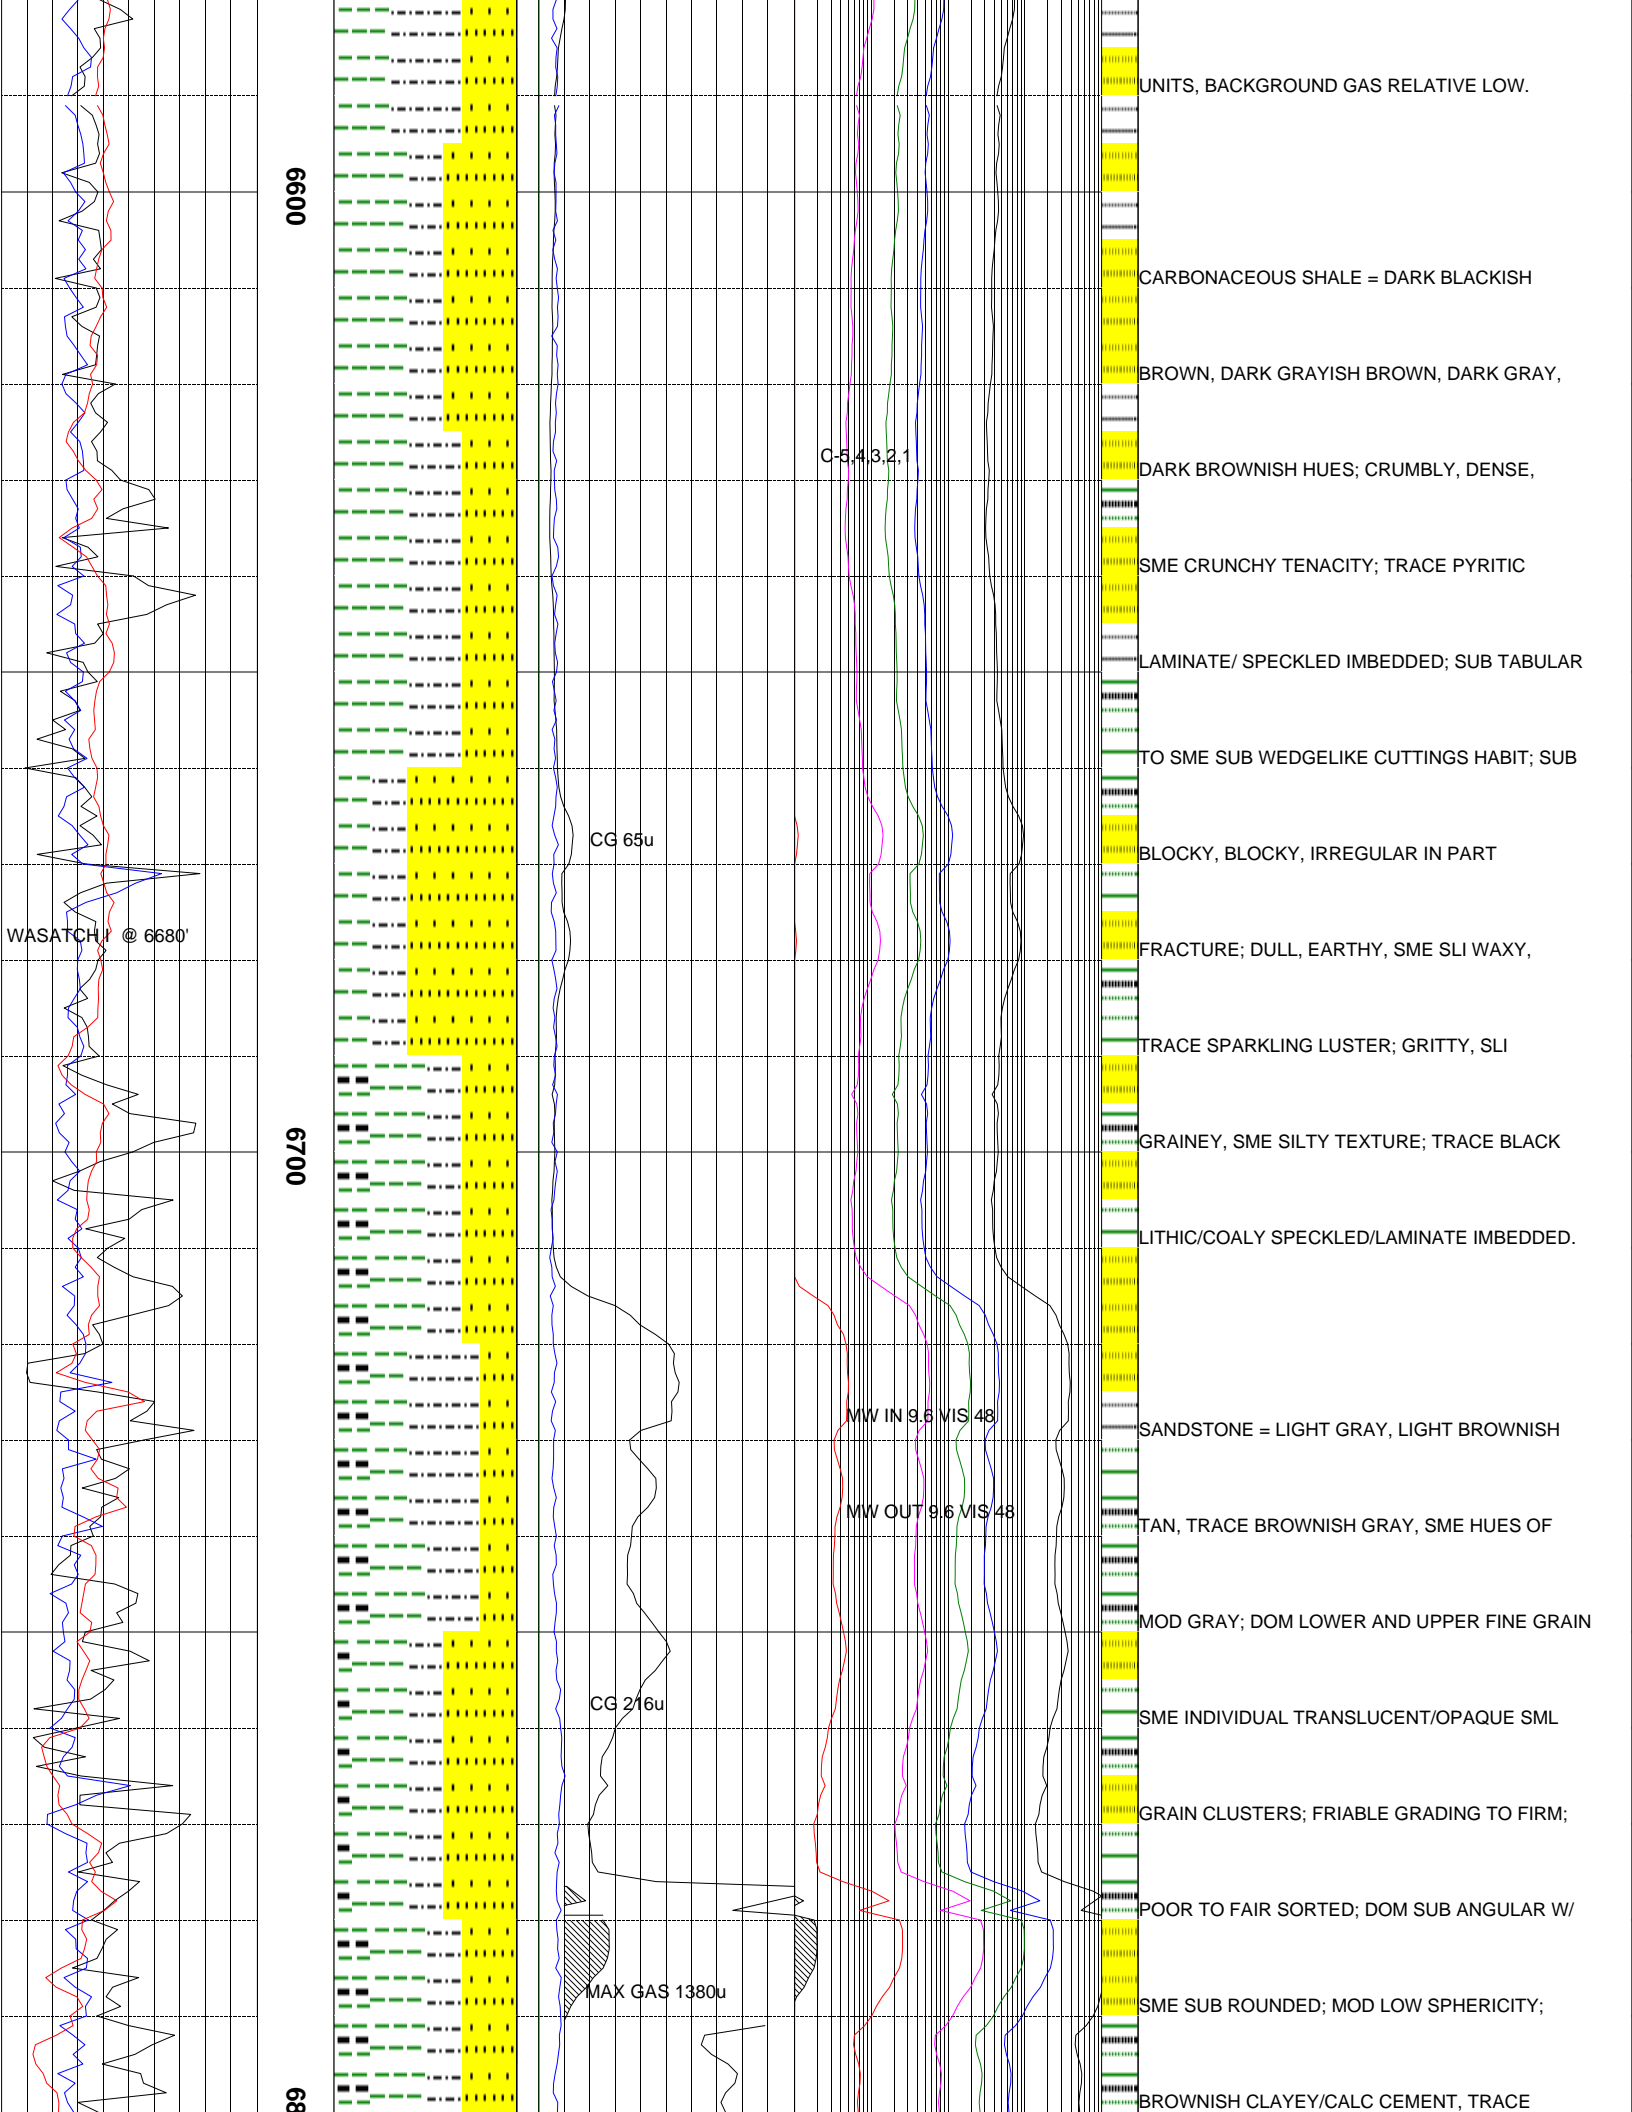 UNITS, BACKGROUND GAS RELATIVE LOW.
6600
CARBONACEOUS SHALE = DARK BLACKISH
BROWN, DARK GRAYISH BROWN, DARK GRAY,
C-5,4,3,2,1
DARK BROWNISH HUES; CRUMBLY, DENSE,
SME CRUNCHY TENACITY; TRACE PYRITIC
LAMINATE/ SPECKLED IMBEDDED; SUB TABULAR
TO SME SUB WEDGELIKE CUTTINGS HABIT; SUB
CG 65u
BLOCKY, BLOCKY, IRREGULAR IN PART
WASATCH I' @ 6680'
FRACTURE; DULL, EARTHY, SME SLI WAXY,
TRACE SPARKLING LUSTER; GRITTY, SLI
6700
GRAINEY, SME SILTY TEXTURE; TRACE BLACK
LITHIC/COALY SPECKLED/LAMINATE IMBEDDED.
MW IN 9.6 VIS 48
SANDSTONE = LIGHT GRAY, LIGHT BROWNISH
MW OUT 9.6 VIS 48
TAN, TRACE BROWNISH GRAY, SME HUES OF
MOD GRAY; DOM LOWER AND UPPER FINE GRAIN
CG 216u
SME INDIVIDUAL TRANSLUCENT/OPAQUE SML
GRAIN CLUSTERS; FRIABLE GRADING TO FIRM;
POOR TO FAIR SORTED; DOM SUB ANGULAR W/
MAX GAS 1380u
SME SUB ROUNDED; MOD LOW SPHERICITY;
BROWNISH CLAYEY/CALC CEMENT, TRACE